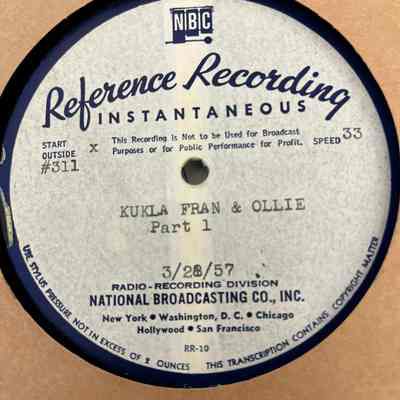 NBC
Reference Recording
INSTANTANEOUS
START
OUTSIDE
#311
x
This Recording is Not to be Used for Broadcast
Purposes or for Public Performance for Profit.
SPEED 33
KUKLA FRAN & OLLIE
Part 1
3/28/57
RADIO-RECORDING DIVISION
NATIONAL BROADCASTING CO., INC.
New York • Washington, D. C. • Chicago
Hollywood • San Francisco
RR-10
USE STYLUS PRESSURE NOT IN EXCESS OF 2 OUNCES
THIS TRANSCRIPTION CONTAINS COPYRIGHT MATTER